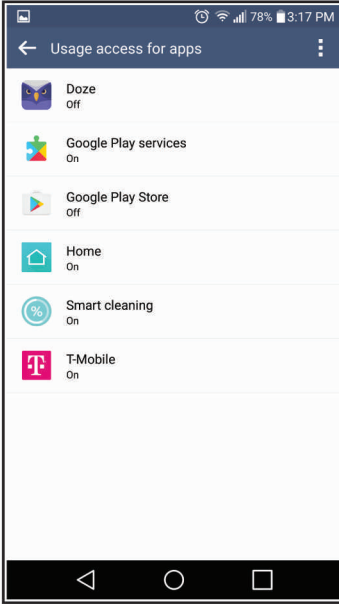 78% 3:17 PM
Usage access for apps
Doze
Off
Google Play services
On
Google Play Store
Off
Home
On
%
Smart cleaning
On
T
T-Mobile
On